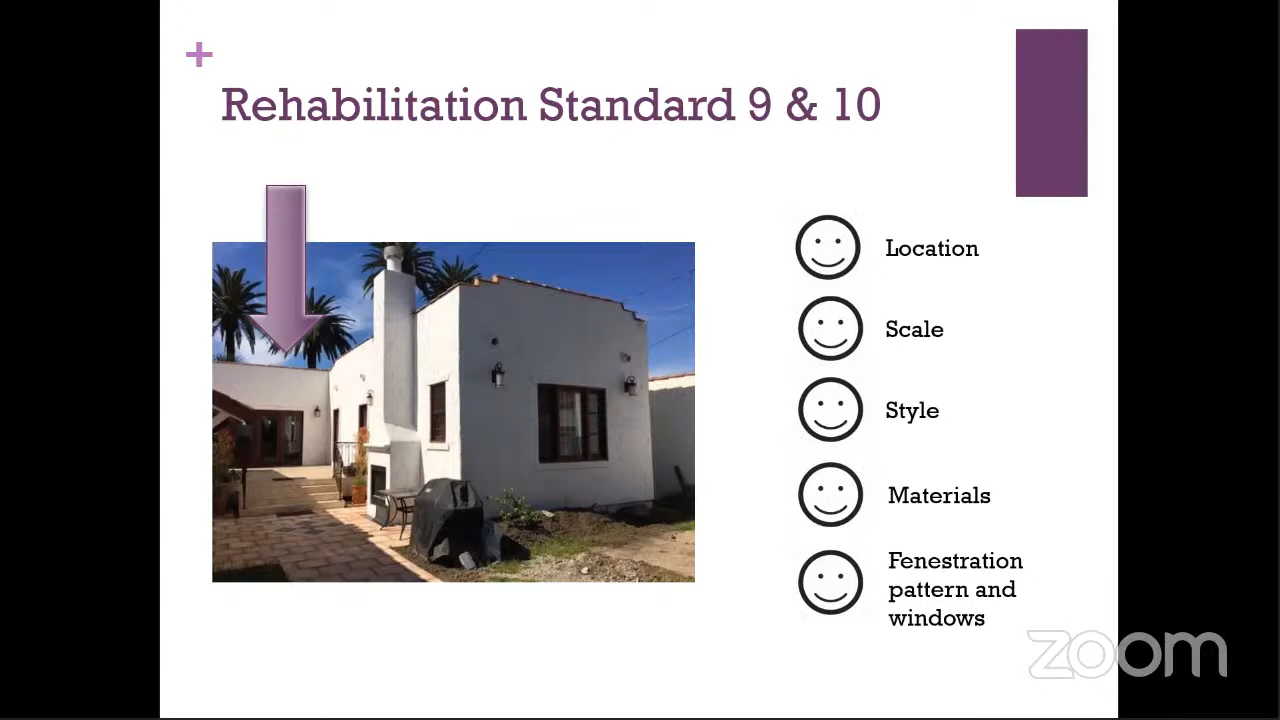 +
Rehabilitation Standard 9 & 10
Location
Scale
Style
Materials
Fenestration
pattern and
windows
zoom